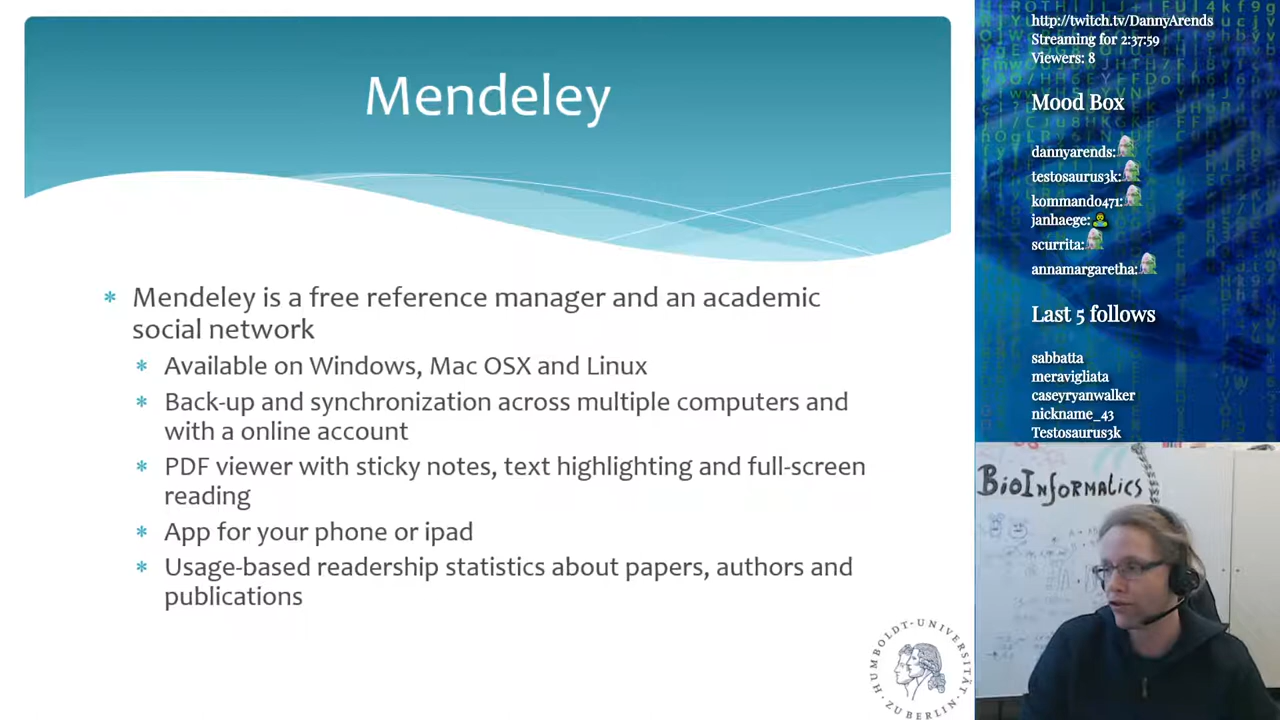 Mendeley
* Mendeley is a free reference manager and an academic
social network
* Available on Windows, Mac OSX and Linux
* Back-up and synchronization across multiple computers and
with a online account
* PDF viewer with sticky notes, text highlighting and full-screen
reading
* App for your phone or ipad
* Usage-based readership statistics about papers, authors and
publications
HUMBOLDT-UNIVERSITÄT
ZU BERLIN
http://twitch.tv/DannyArends
Streaming for 2:37:59
Viewers: 8
Mood Box
dannyarends:
testosaurus3k:
kommando471:
janhaege:
scurrita:
annamargaretha:
Last 5 follows
sabbatta
meravigliata
caseyryanwalker
nickname_43
Testosaurus3k
BioInformatics